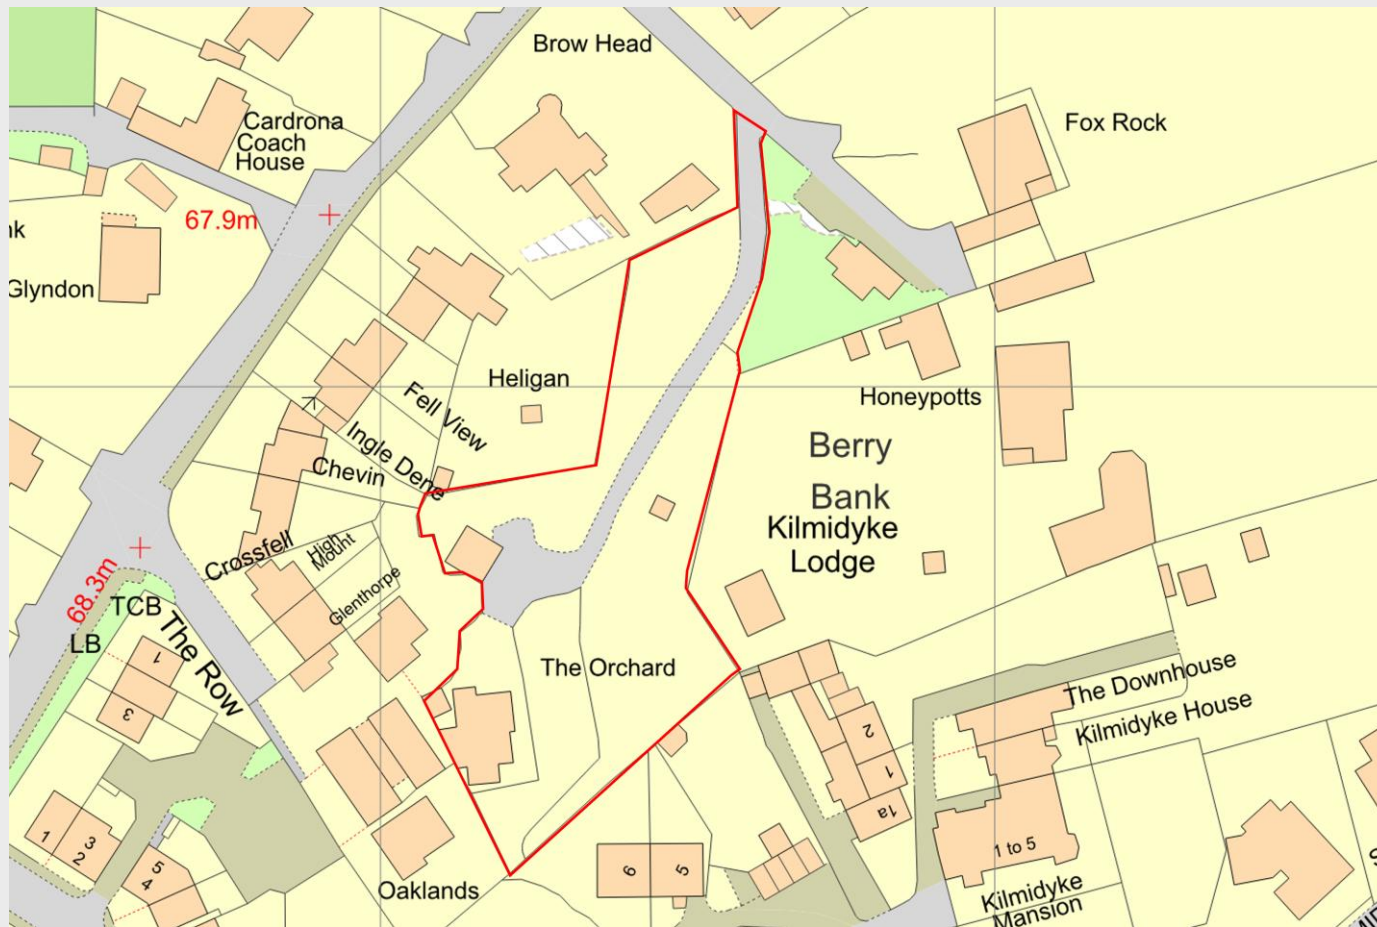 Brow Head
Cardrona
Coach
House
Fox Rock
67.9m
nk
Glyndon
Heligan
Fell View
Honeypotts
Ingle Dene
Berry
Bank
Chevin
Kilmidyke
Lodge
Crossfell
High
Mount
Glenthorpe
68.3m
TCB
LB
The Row
1
3
The Orchard
The Downhouse
Kilmidyke House
2
1
1a
1
3
2
5
4
Oaklands
6
5
1 to 5
Kilmidyke
Mansion